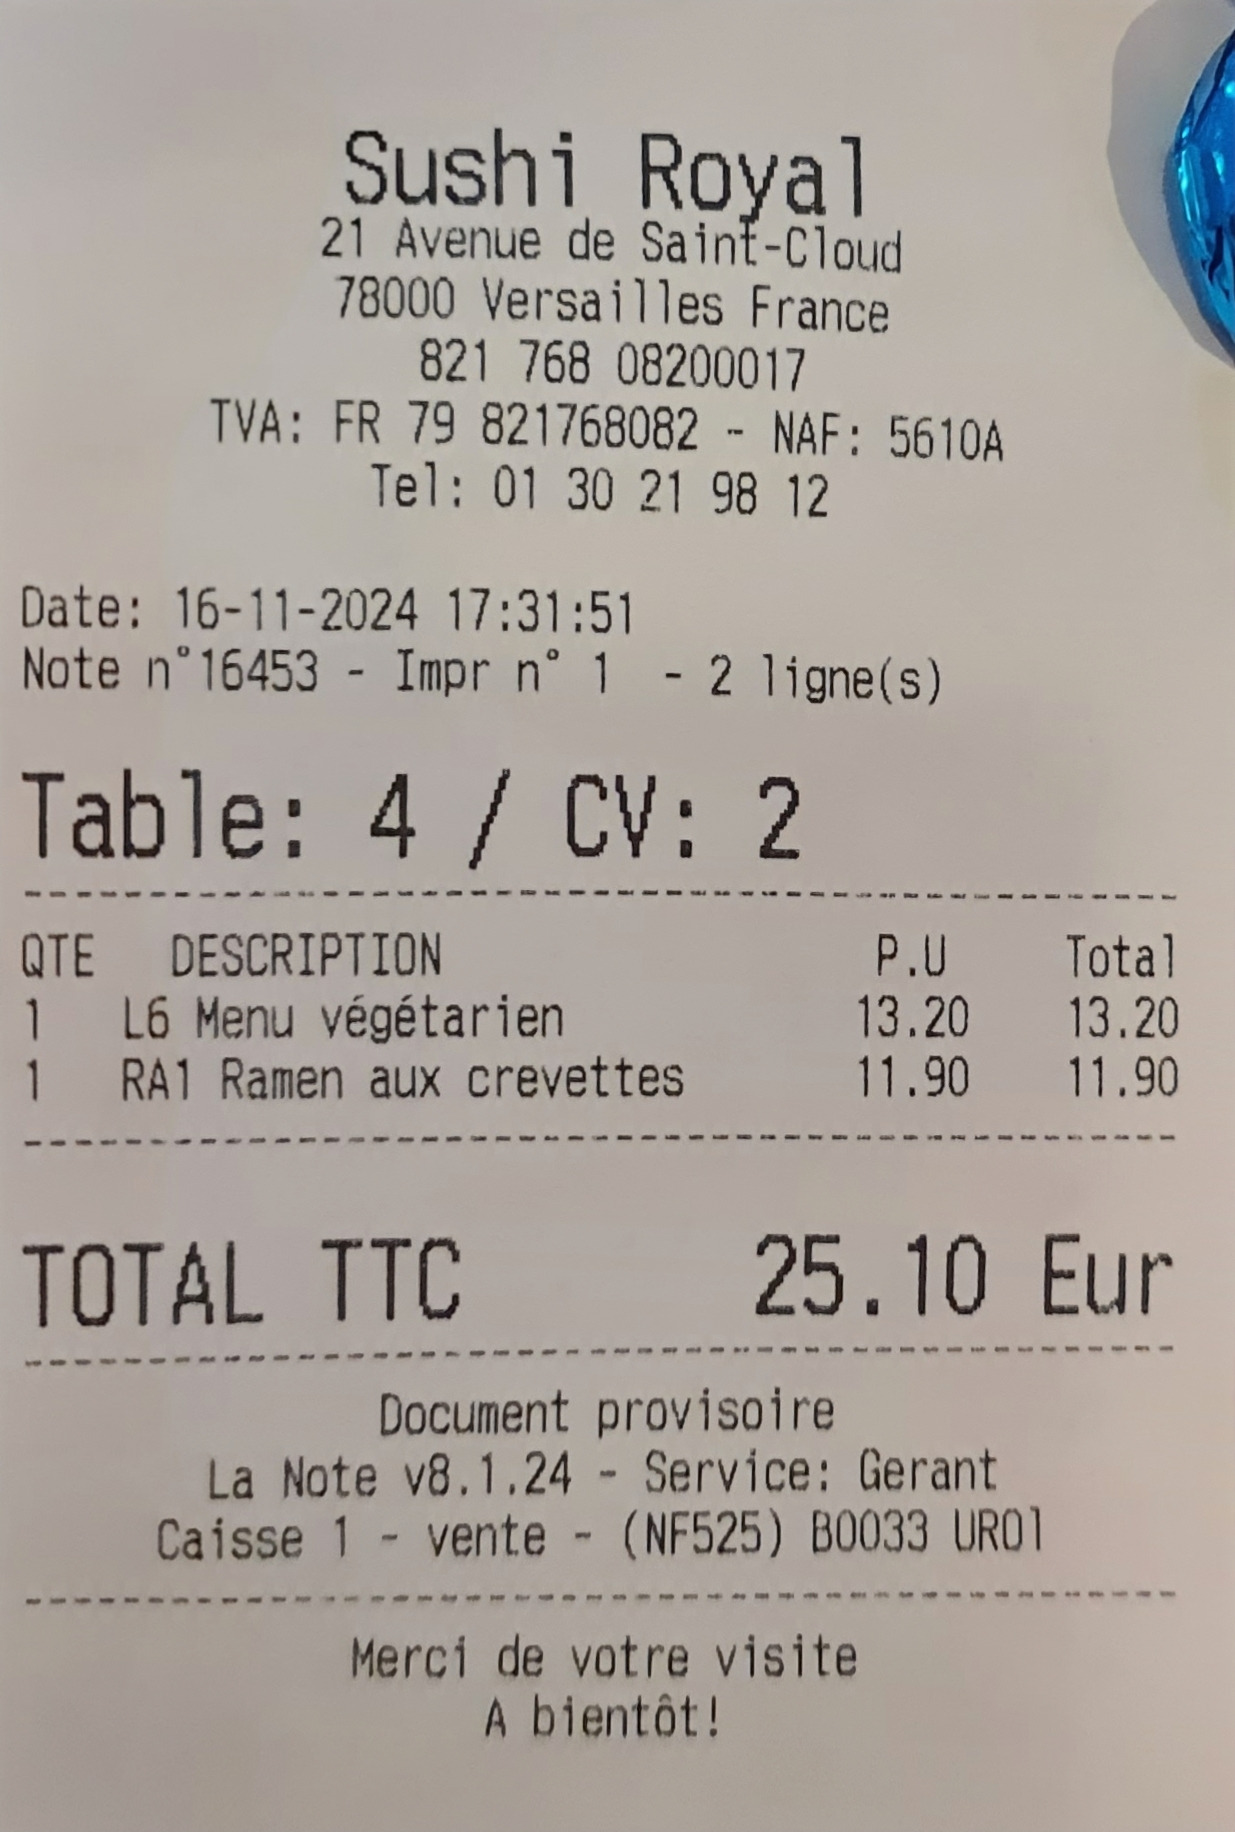 Sushi Royal
21 Avenue de Saint-Cloud
78000 Versailles France
821 768 08200017
TVA: FR 79 821768082 - NAF: 5610A
Tel: 01 30 21 98 12
Date: 16-11-2024 17:31:51
Note n°16453 - Impr n° 1 - 2 ligne(s)
Table: 4 / CV: 2
QTE DESCRIPTION P.U Total
1 L6 Menu végétarien 13.20 13.20
1 RA1 Ramen aux crevettes 11.90 11.90
TOTAL TTC 25.10 Eur
Document provisoire
La Note v8.1.24 - Service: Gerant
Caisse 1 - vente - (NF525) B0033 UR01
Merci de votre visite
A bientôt!